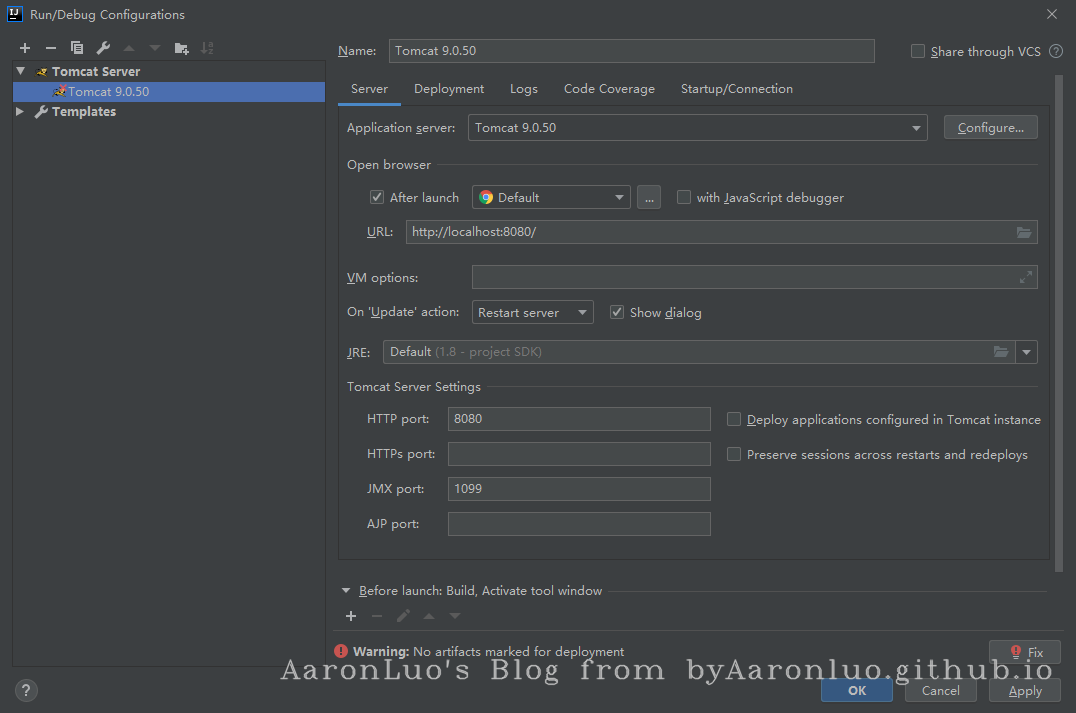 Run/Debug Configurations
Name: Tomcat 9.0.50 Share through VCS ?
Tomcat Server
Tomcat 9.0.50
Templates
Server Deployment Logs Code Coverage Startup/Connection
Application server: Tomcat 9.0.50 Configure...
Open browser
After launch Default ... with JavaScript debugger
URL: http://localhost:8080/
VM options:
On 'Update' action: Restart server Show dialog
JRE: Default (1.8 - project SDK)
Tomcat Server Settings
HTTP port: 8080 Deploy applications configured in Tomcat instance
HTTPs port: Preserve sessions across restarts and redeploys
JMX port: 1099
AJP port:
Before launch: Build, Activate tool window
Warning: No artifacts marked for deployment Fix
AaronLuo's Blog from byAaronluo.github.io
? OK Cancel Apply